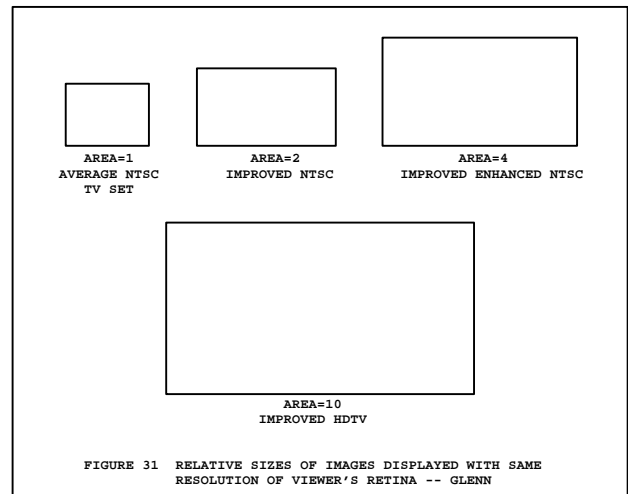 AREA=1
AVERAGE NTSC
TV SET
AREA=2
IMPROVED NTSC
AREA=4
IMPROVED ENHANCED NTSC
AREA=10
IMPROVED HDTV
FIGURE 31 RELATIVE SIZES OF IMAGES DISPLAYED WITH SAME
RESOLUTION OF VIEWER'S RETINA -- GLENN